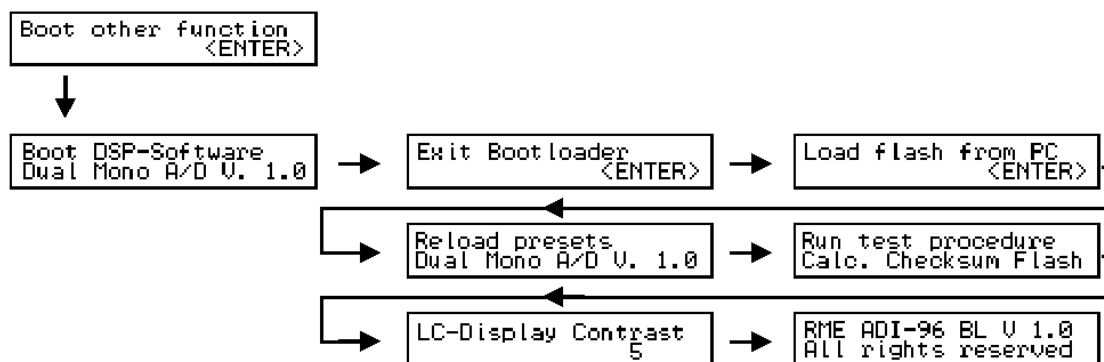 Boot other function
<ENTER>
Boot DSP-Software
Dual Mono A/D V. 1.0
Exit Bootloader
<ENTER>
Load flash from PC
<ENTER>
Reload presets
Dual Mono A/D V. 1.0
Run test procedure
Calc. Checksum Flash
LC-Display Contrast
5
RME ADI-96 BL V 1.0
All rights reserved